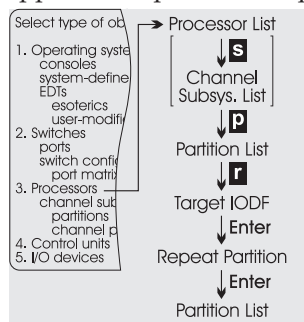 Select type of ob
1. Operating syste
consoles
system-define
EDTs
esoterics
user-modifi
2. Switches
ports
switch config
port matri
3. Processors
channel sub
partitions
channel p
4. Control units
5. I/O devices
Processor List
s
Channel
Subsys. List
p
Partition List
r
Target IODF
Enter
Repeat Partition
Enter
Partition List